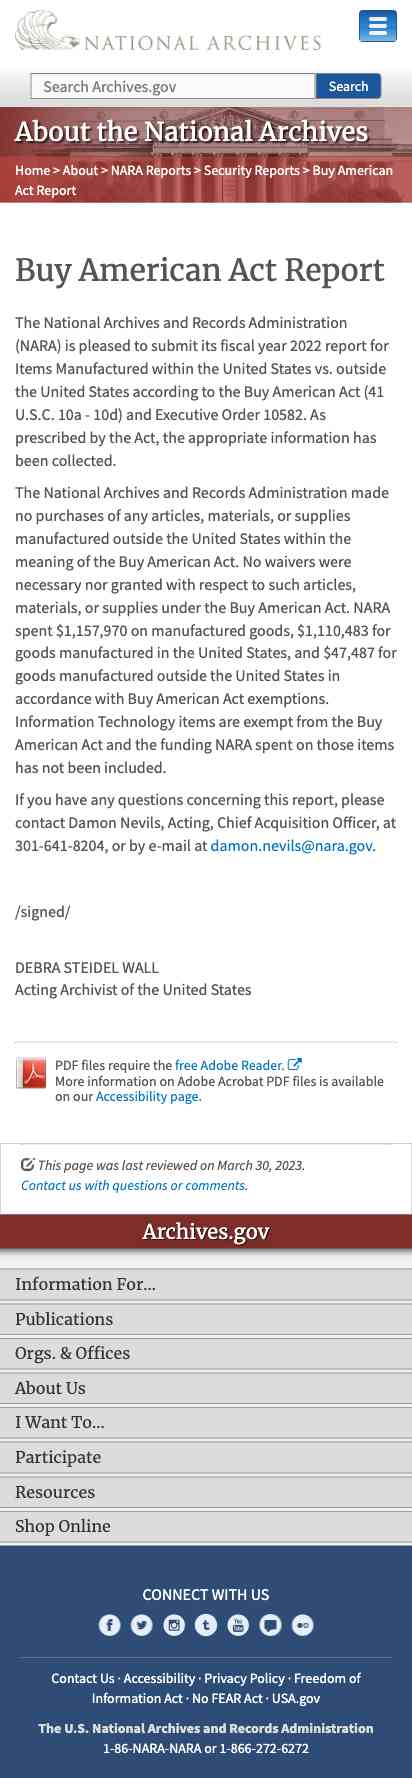 NATIONAL ARCHIVES
Search Archives.gov
Search
About the National Archives
Home > About > NARA Reports > Security Reports > Buy American
Act Report
Buy American Act Report
The National Archives and Records Administration
(NARA) is pleased to submit its fiscal year 2022 report for
Items Manufactured within the United States vs. outside
the United States according to the Buy American Act (41
U.S.C. 10a - 10d) and Executive Order 10582. As
prescribed by the Act, the appropriate information has
been collected.
The National Archives and Records Administration made
no purchases of any articles, materials, or supplies
manufactured outside the United States within the
meaning of the Buy American Act. No waivers were
necessary nor granted with respect to such articles,
materials, or supplies under the Buy American Act. NARA
spent $1,157,970 on manufactured goods, $1,110,483 for
goods manufactured in the United States, and $47,487 for
goods manufactured outside the United States in
accordance with Buy American Act exemptions.
Information Technology items are exempt from the Buy
American Act and the funding NARA spent on those items
has not been included.
If you have any questions concerning this report, please
contact Damon Nevils, Acting, Chief Acquisition Officer, at
301-641-8204, or by e-mail at damon.nevils@nara.gov.
/signed/
DEBRA STEIDEL WALL
Acting Archivist of the United States
PDF files require the free Adobe Reader.
More information on Adobe Acrobat PDF files is available
on our Accessibility page.
This page was last reviewed on March 30, 2023.
Contact us with questions or comments.
Archives.gov
Information For…
Publications
Orgs. & Offices
About Us
I Want To…
Participate
Resources
Shop Online
CONNECT WITH US
Contact Us · Accessibility · Privacy Policy · Freedom of
Information Act · No FEAR Act · USA.gov
The U.S. National Archives and Records Administration
1-86-NARA-NARA or 1-866-272-6272